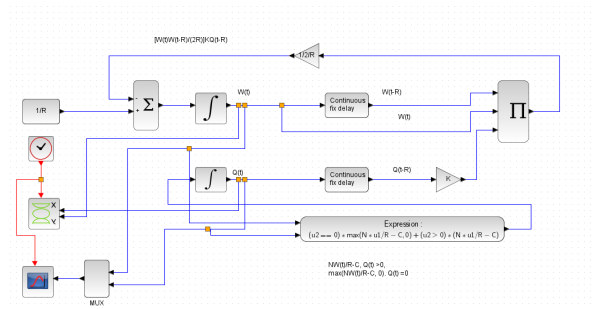 [W(t)W(t-R)/(2R)]KQ(t-R)
1/2/R
-
+
Σ
∫
W(t)
1/R
Continuous
fix delay
W(t-R)
W(t)
Π
∫
Q(t)
Continuous
fix delay
Q(t-R)
K
X
Y
Expression :
(u2 == 0) * max(N * u1/R − C, 0) + (u2 > 0) * (N * u1/R − C)
NW(t)/R-C, Q(t) >0,
max(NW(t)/R-C, 0). Q(t) =0
MUX